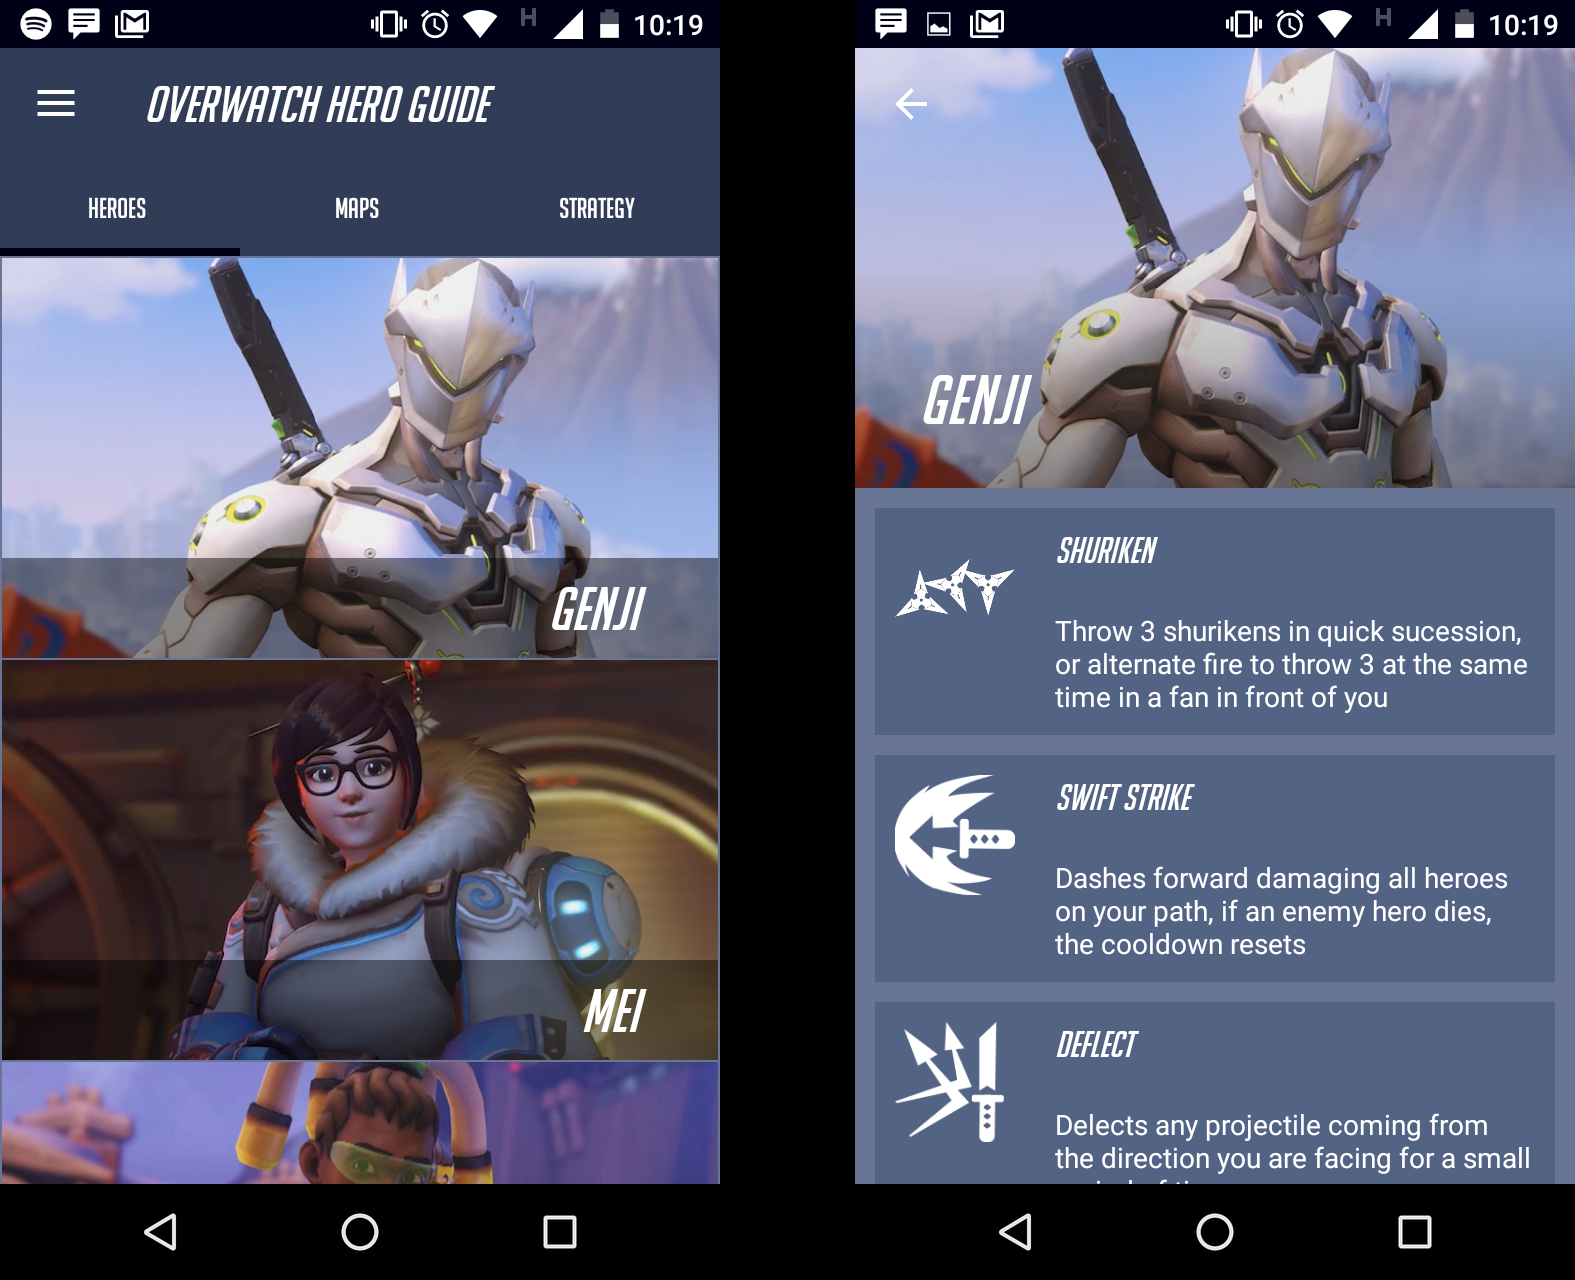 H
10:19
OVERWATCH HERO GUIDE
HEROES
MAPS
STRATEGY
GENJI
MEI
H
10:19
GENJI
SHURIKEN
Throw 3 shurikens in quick sucession,
or alternate fire to throw 3 at the same
time in a fan in front of you
SWIFT STRIKE
Dashes forward damaging all heroes
on your path, if an enemy hero dies,
the cooldown resets
DEFLECT
Delects any projectile coming from
the direction you are facing for a small